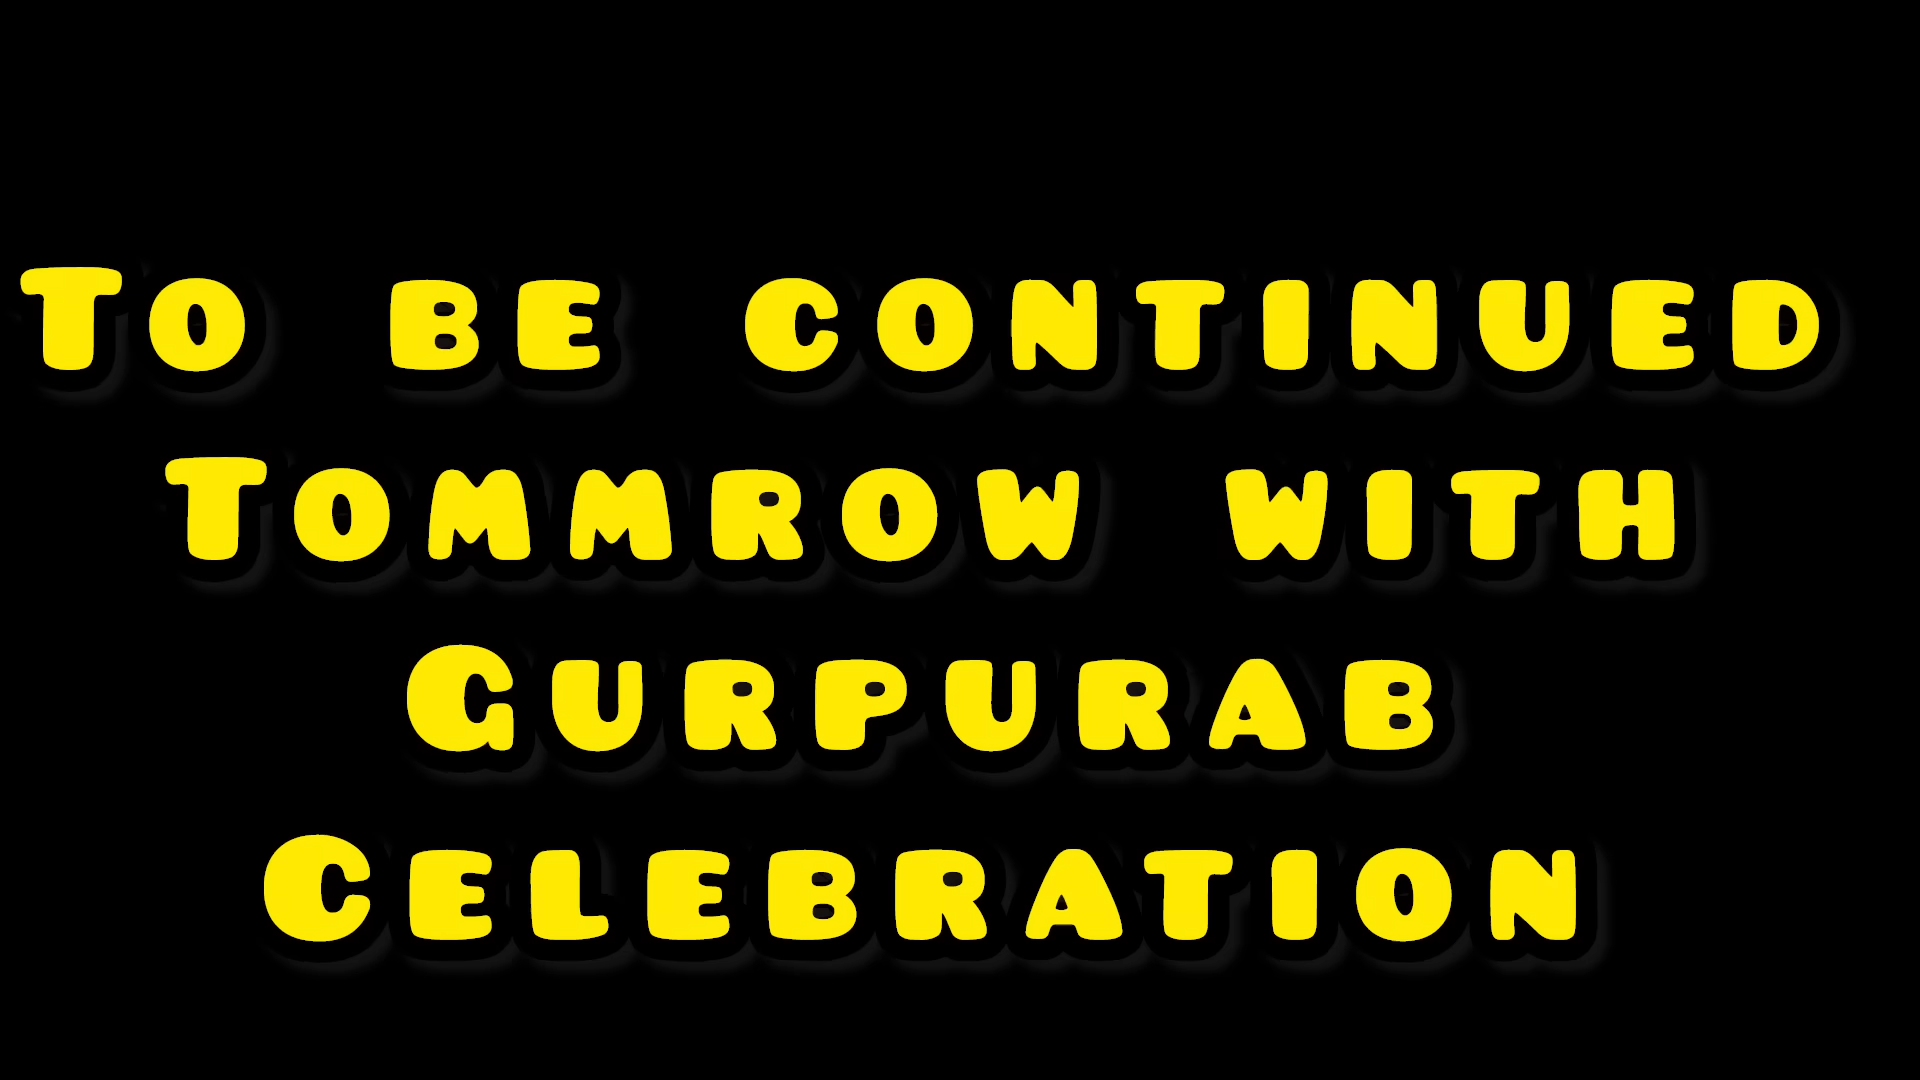 To be continued
Tommrow with
Gurpurab
Celebration